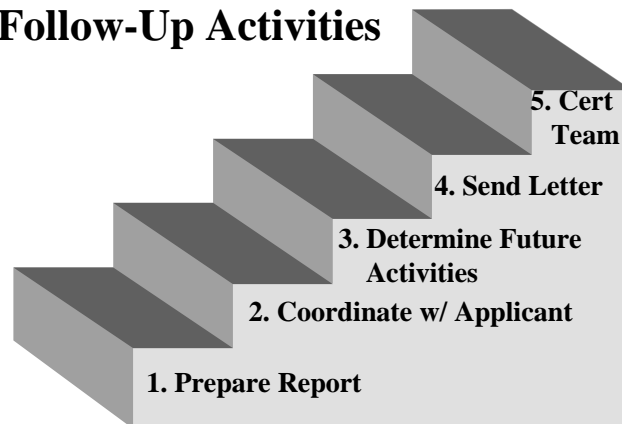 Follow-Up Activities
5. Cert
Team
4. Send Letter
3. Determine Future
Activities
2. Coordinate w/ Applicant
1. Prepare Report